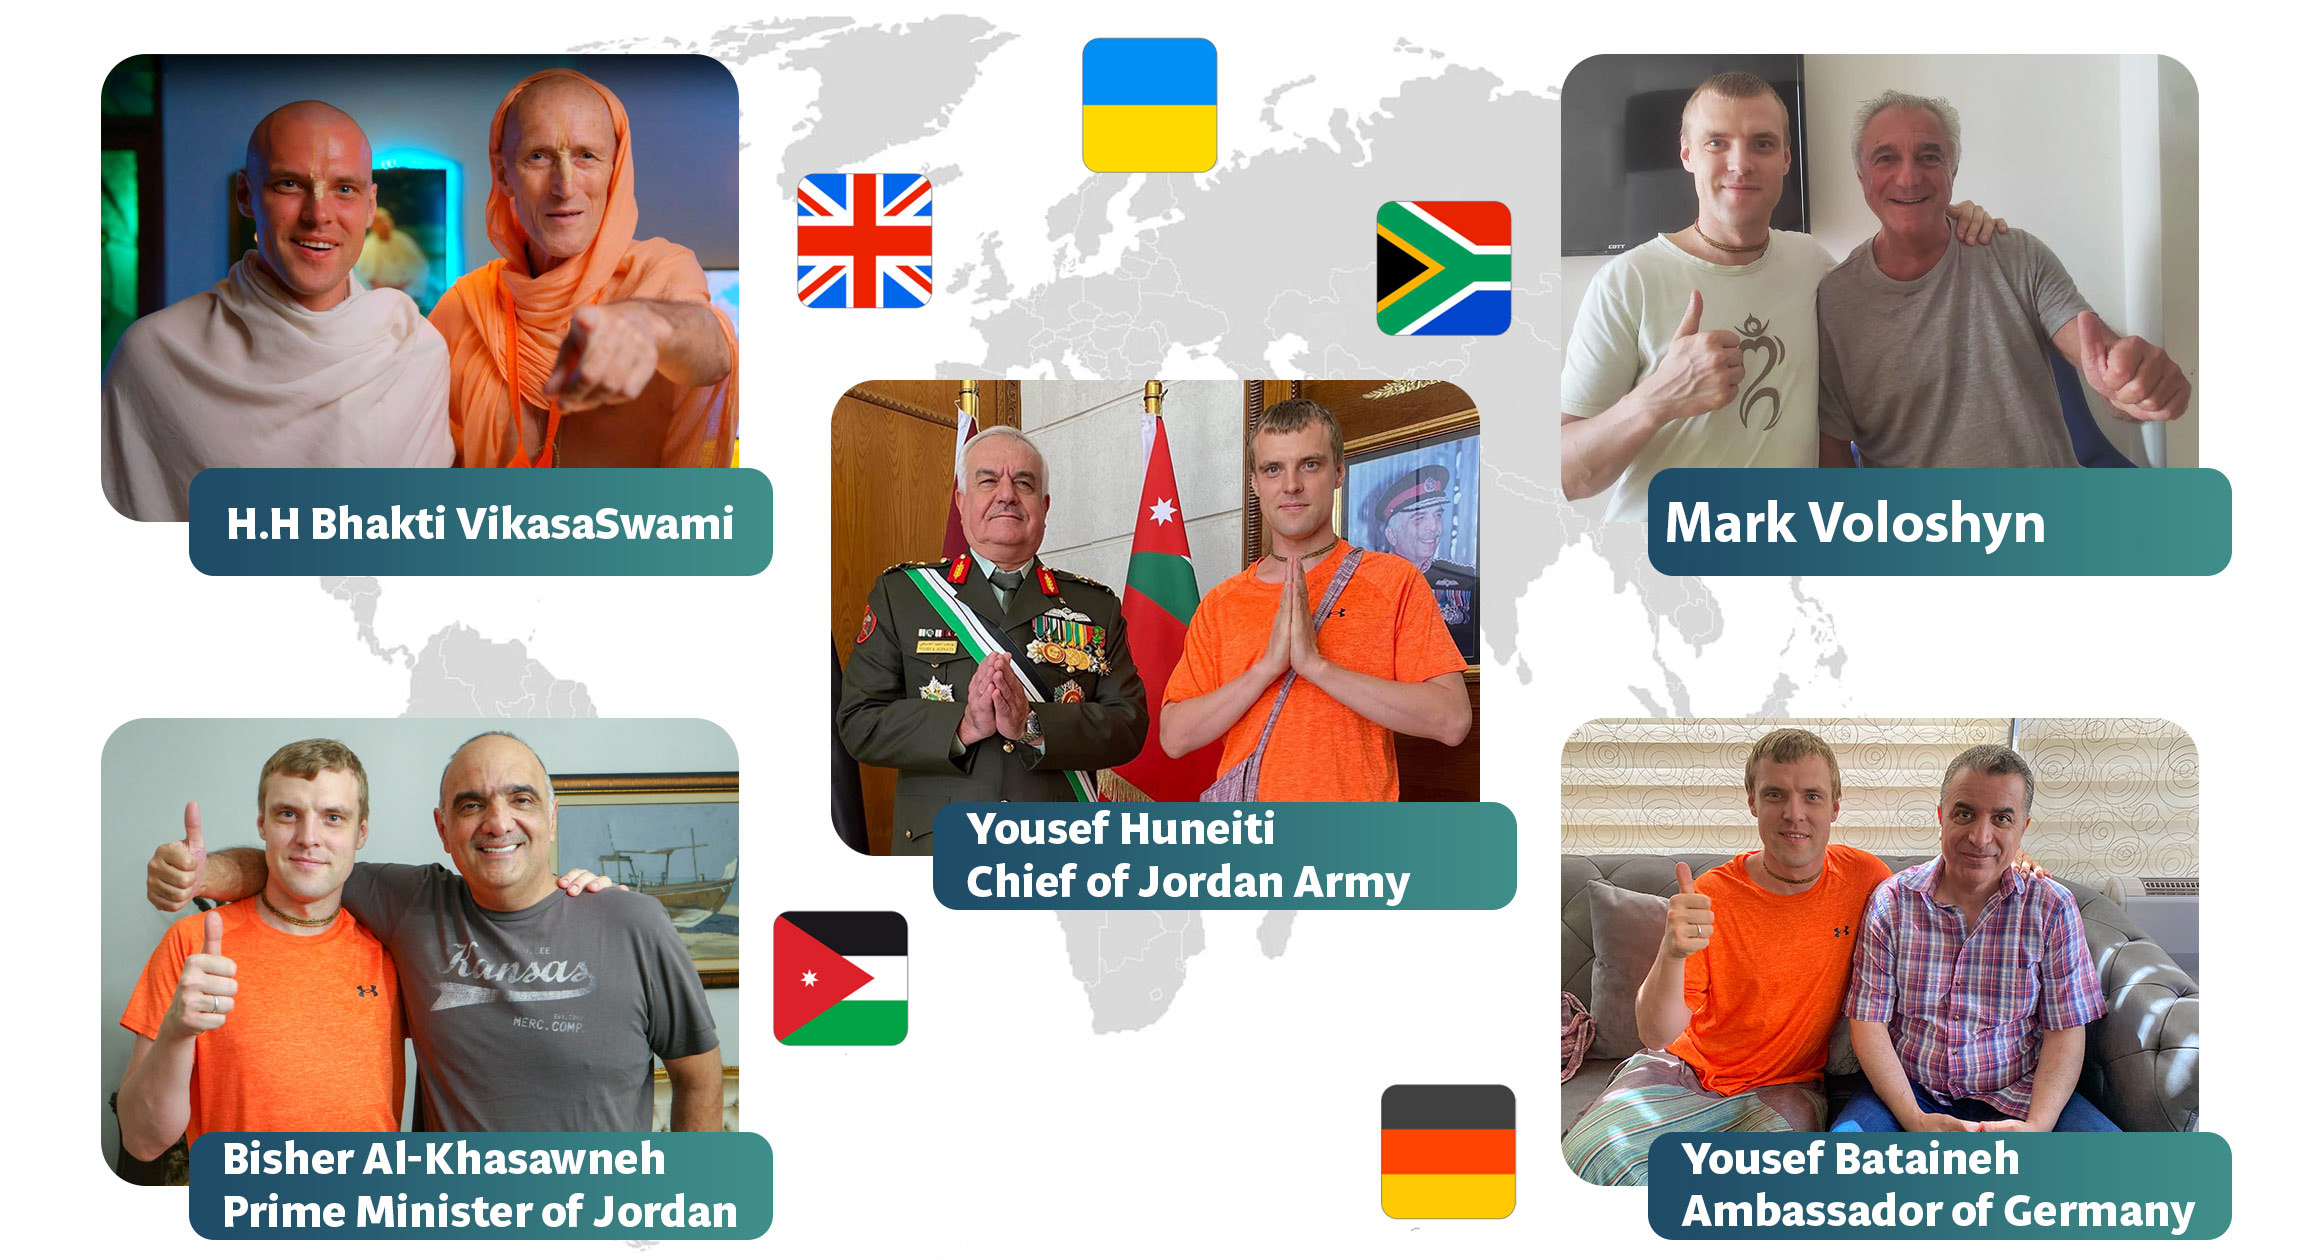 H.H Bhakti VikasaSwami
COTT
Mark Voloshyn
Yousef Huneiti
Chief of Jordan Army
Kansas
MERC. COMP.
Bisher Al-Khasawneh
Prime Minister of Jordan
Yousef Bataineh
Ambassador of Germany